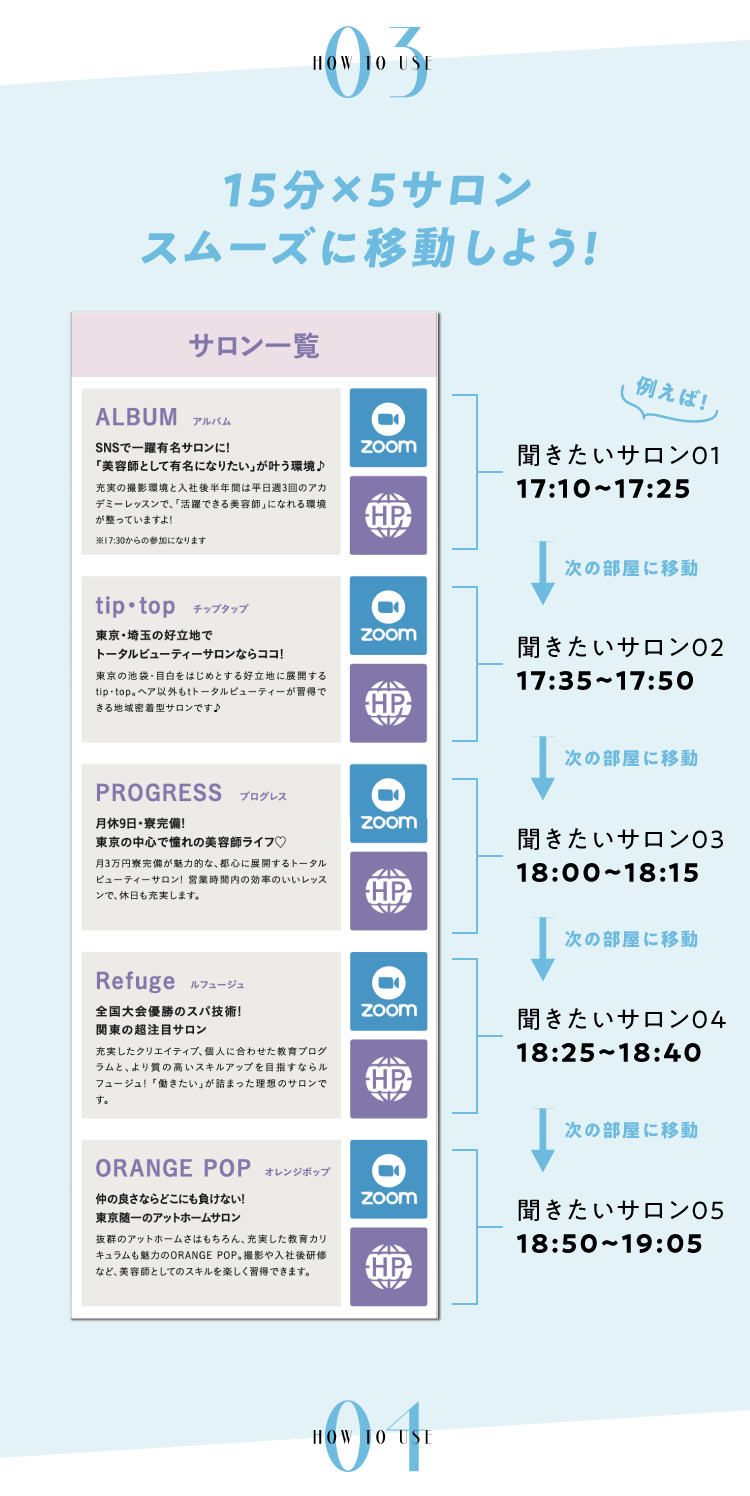 03
HOW TO USE
15分×5サロン
スムーズに移動しよう!
サロン一覧
ALBUM アルバム
SNSで一躍有名サロンに!
「美容師として有名になりたい」が叶う環境♪
充実の撮影環境と入社後半年間は平日週3回のアカ
デミーレッスンで、「活躍できる美容師」になれる環境
が整っていますよ!
※17:30からの参加になります
zoom
HP
tip・top チップタップ
東京・埼玉の好立地で
トータルビューティーサロンならココ!
東京の池袋・目白をはじめとする好立地に展開する
tip・top。ヘア以外もtトータルビューティーが習得で
きる地域密着型サロンです♪
zoom
HP
PROGRESS プログレス
月休9日・寮完備!
東京の中心で憧れの美容師ライフ♡
月3万円寮完備が魅力的な、都心に展開するトータル
ビューティーサロン! 営業時間内の効率のいいレッス
ンで、休日も充実します。
zoom
HP
Refuge ルフュージュ
全国大会優勝のスパ技術!
関東の超注目サロン
充実したクリエイティブ、個人に合わせた教育プログ
ラムと、より質の高いスキルアップを目指すならル
フュージュ! 「働きたい」が詰まった理想のサロンで
す。
zoom
HP
ORANGE POP オレンジポップ
仲の良さならどこにも負けない!
東京随一のアットホームサロン
抜群のアットホームさはもちろん、充実した教育カリ
キュラムも魅力のORANGE POP。撮影や入社後研修
など、美容師としてのスキルを楽しく習得できます。
zoom
HP
例えば!
聞きたいサロン01
17:10~17:25
次の部屋に移動
聞きたいサロン02
17:35~17:50
次の部屋に移動
聞きたいサロン03
18:00~18:15
次の部屋に移動
聞きたいサロン04
18:25~18:40
次の部屋に移動
聞きたいサロン05
18:50~19:05
04
HOW TO USE